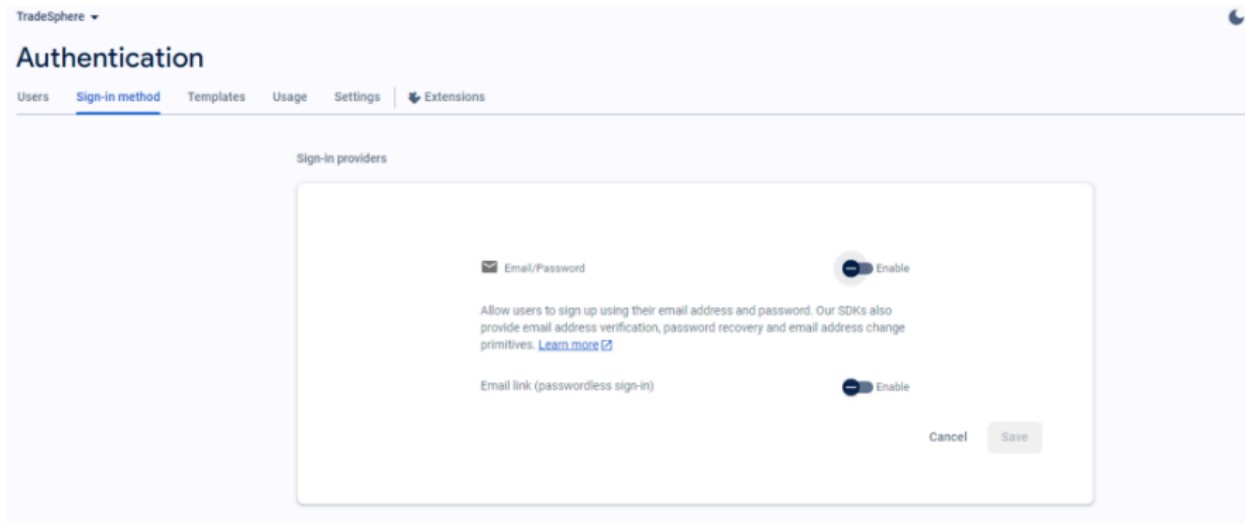 TradeSphere
Authentication
Users Sign-in method Templates Usage Settings Extensions
Sign-in providers
Email/Password Enable
Allow users to sign up using their email address and password. Our SDKs also
provide email address verification, password recovery and email address change
primitives. Learn more
Email link (passwordless sign-in) Enable
Cancel Save